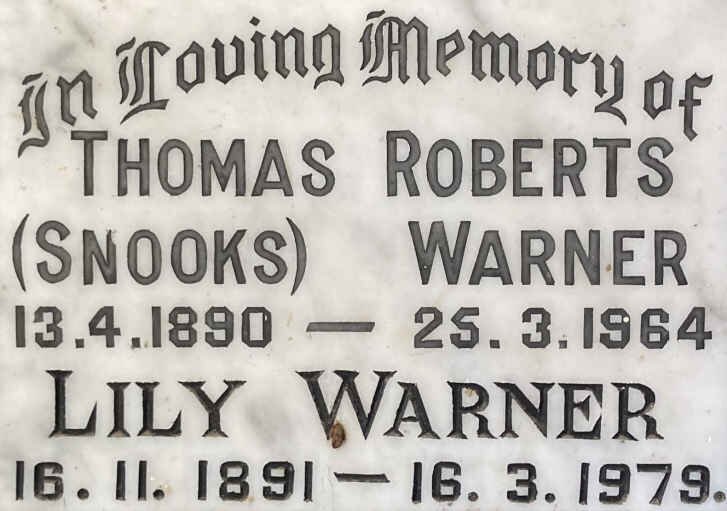 In Loving Memory of
THOMAS ROBERTS
(SNOOKS) WARNER
13.4.1890 — 25.3.1964
LILY WARNER
16.11.1891 — 16.3.1979.